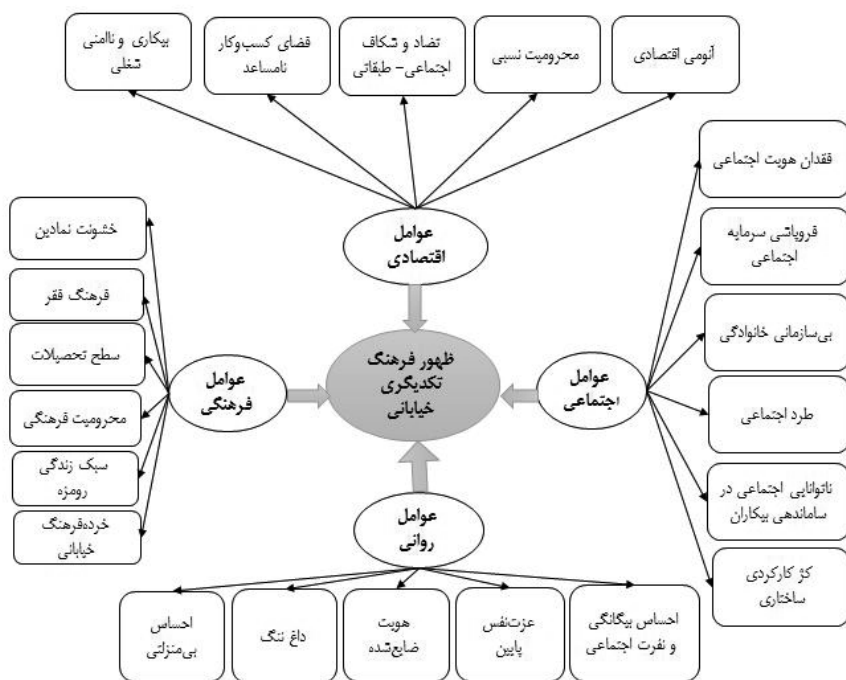 آنومی اقتصادی
محرومیت نسبی
تضاد و شکاف
اجتماعی- طبقاتی
فضای کسب‌وکار
نامساعد
بیکاری و ناامنی
شغلی
عوامل
اقتصادی
فقدان هویت اجتماعی
فروپاشی سرمایه
اجتماعی
بی‌سازمانی خانوادگی
طرد اجتماعی
ناتوانایی اجتماعی در
ساماندهی بیکاران
کژ کارکردی
ساختاری
عوامل
اجتماعی
ظهور فرهنگ
تکدیگری
خیابانی
عوامل
فرهنگی
خشونت نمادین
فرهنگ فقر
سطح تحصیلات
محرومیت فرهنگی
سبک زندگی
رومزه
خرده‌فرهنگ
خیابانی
عوامل
روانی
احساس بیگانگی
و نفرت اجتماعی
عزت‌نفس
پایین
هویت
ضایع‌شده
داغ ننگ
احساس
بی‌منزلتی